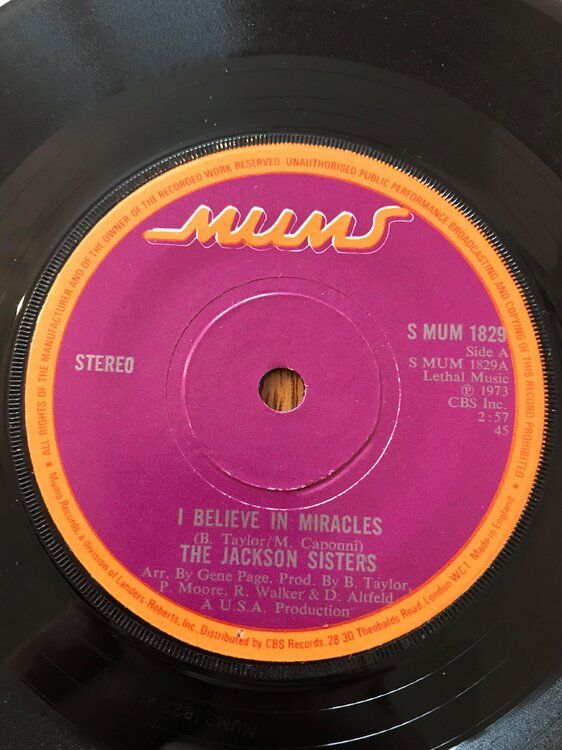 • ALL RIGHTS OF THE MANUFACTURER AND OF THE OWNER OF THE RECORDED WORK RESERVED UNAUTHORISED PUBLIC PERFORMANCE BROADCASTING AND COPYING OF THIS RECORD PROHIBITED •
mums
STEREO
S MUM 1829
Side A
S MUM 1829A
Lethal Music
℗ 1973
CBS Inc.
2:57
45
I BELIEVE IN MIRACLES
(B. Taylor/M. Capponi)
THE JACKSON SISTERS
Arr. By Gene Page. Prod. By B. Taylor,
P. Moore, R. Walker & D. Altfeld
A U.S.A. Production
Mums Records, a division of Landers-Roberts, Inc., Distributed by CBS Records, 28-30 Theobalds Road, London WC1 Made in England